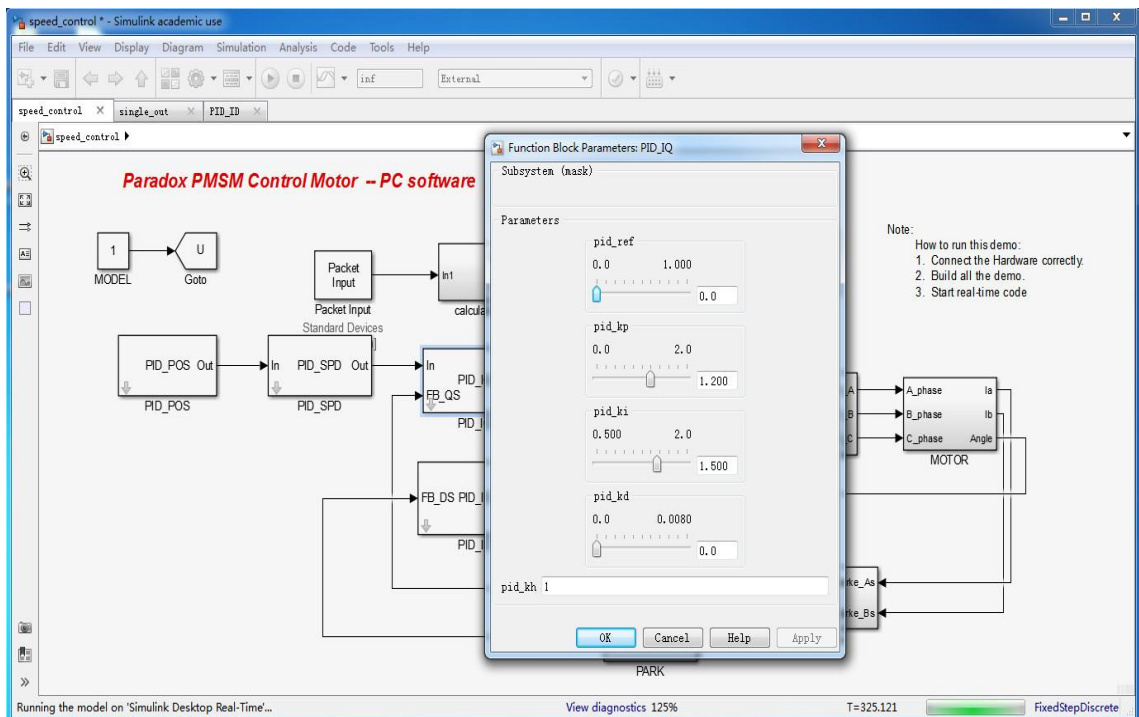 speed_control * - Simulink academic use
File Edit View Display Diagram Simulation Analysis Code Tools Help
inf
External
speed_control
single_out
PID_ID
speed_control
Paradox PMSM Control Motor -- PC software
1
MODEL
U
Goto
Packet
Input
Packet Input
Standard Devices
In1
PID_POS Out
PID_POS
In PID_SPD Out
PID_SPD
In
FB_QS
FB_DS
Function Block Parameters: PID_IQ
Subsystem (mask)
Parameters
pid_ref
0.0 1.000
0.0
pid_kp
0.0 2.0
1.200
pid_ki
0.500 2.0
1.500
pid_kd
0.0 0.0080
0.0
pid_kh 1
OK Cancel Help Apply
PARK
Note:
How to run this demo:
1. Connect the Hardware correctly.
2. Build all the demo.
3. Start real-time code
A
B
C
A_phase Ia
B_phase Ib
C_phase Angle
MOTOR
Running the model on 'Simulink Desktop Real-Time'...
View diagnostics 125%
T=325.121
FixedStepDiscrete